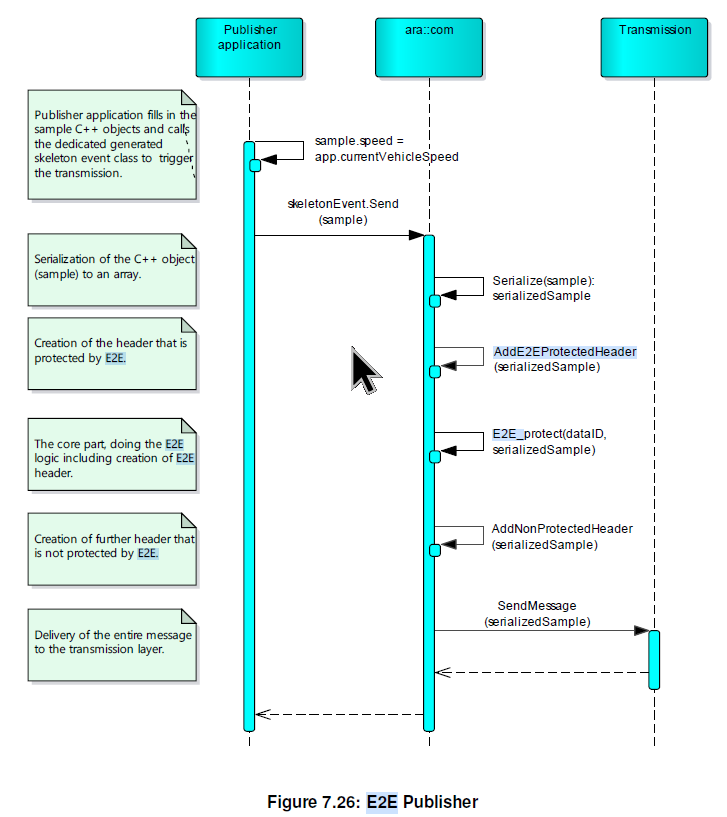 Publisher
application
ara::com
Transmission
Publisher application fills in the
sample C++ objects and calls
the dedicated generated
skeleton event class to trigger
the transmission.
sample.speed =
app.currentVehicleSpeed
skeletonEvent.Send
(sample)
Serialization of the C++ object
(sample) to an array.
Serialize(sample):
serializedSample
Creation of the header that is
protected by E2E.
AddE2EProtectedHeader
(serializedSample)
The core part, doing the E2E
logic including creation of E2E
header.
E2E_protect(dataID,
serializedSample)
Creation of further header that
is not protected by E2E.
AddNonProtectedHeader
(serializedSample)
Delivery of the entire message
to the transmission layer.
SendMessage
(serializedSample)
Figure 7.26: E2E Publisher